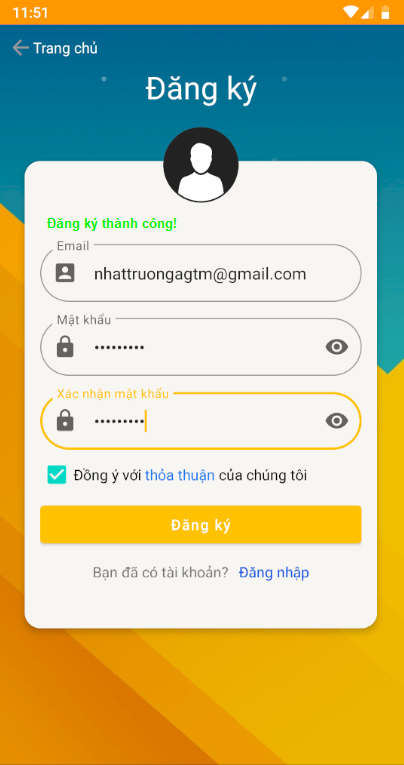 11:51
Trang chủ
Đăng ký
Đăng ký thành công!
Email
nhattruongagtm@gmail.com
Mật khẩu
•••••••••
Xác nhận mật khẩu
•••••••••
Đồng ý với thỏa thuận của chúng tôi
Đăng ký
Bạn đã có tài khoản? Đăng nhập